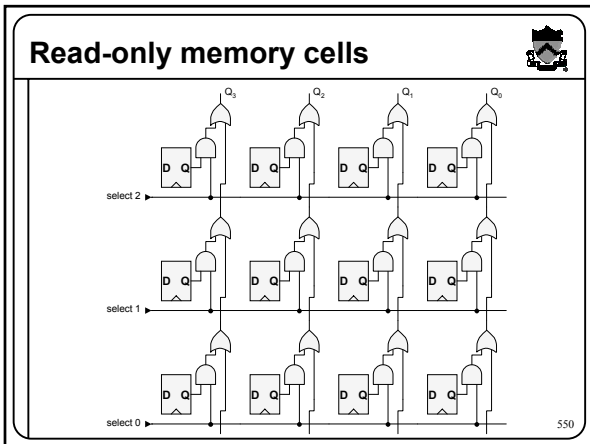 Read-only memory cells
Q3 Q2 Q1 Q0
D Q D Q D Q D Q
select 2
D Q D Q D Q D Q
select 1
D Q D Q D Q D Q
select 0
550